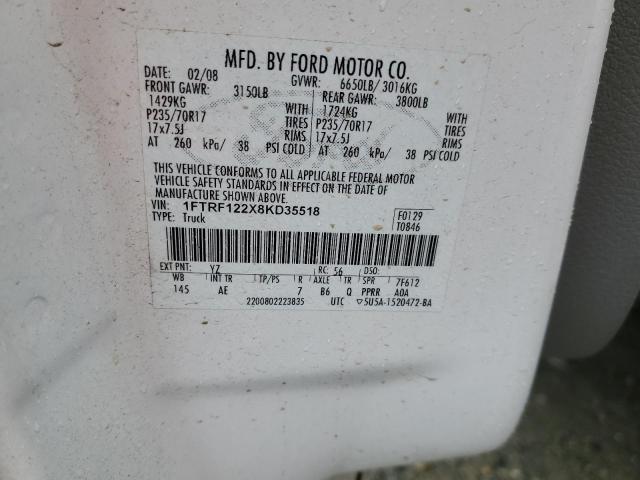 MFD. BY FORD MOTOR CO.
DATE: 02/08 GVWR: 6650LB/ 3016KG
FRONT GAWR: 3150LB REAR GAWR: 3800LB
1429KG WITH 1724KG WITH
P235/70R17 TIRES P235/70R17 TIRES
17x7.5J RIMS 17x7.5J RIMS
AT 260 kPa/ 38 PSI COLD AT 260 kPa/ 38 PSI COLD
THIS VEHICLE CONFORMS TO ALL APPLICABLE FEDERAL MOTOR
VEHICLE SAFETY STANDARDS IN EFFECT ON THE DATE OF
MANUFACTURE SHOWN ABOVE.
VIN: 1FTRF122X8KD35518 F0129
TYPE: Truck T0846
EXT PNT: YZ RC: 56 DSO:
WB INT TR TP/PS R AXLE TR SPR 7F612
145 AE 7 B6 Q PPRR A0A
2200802223835 UTC ▽5U5A-1520472-BA